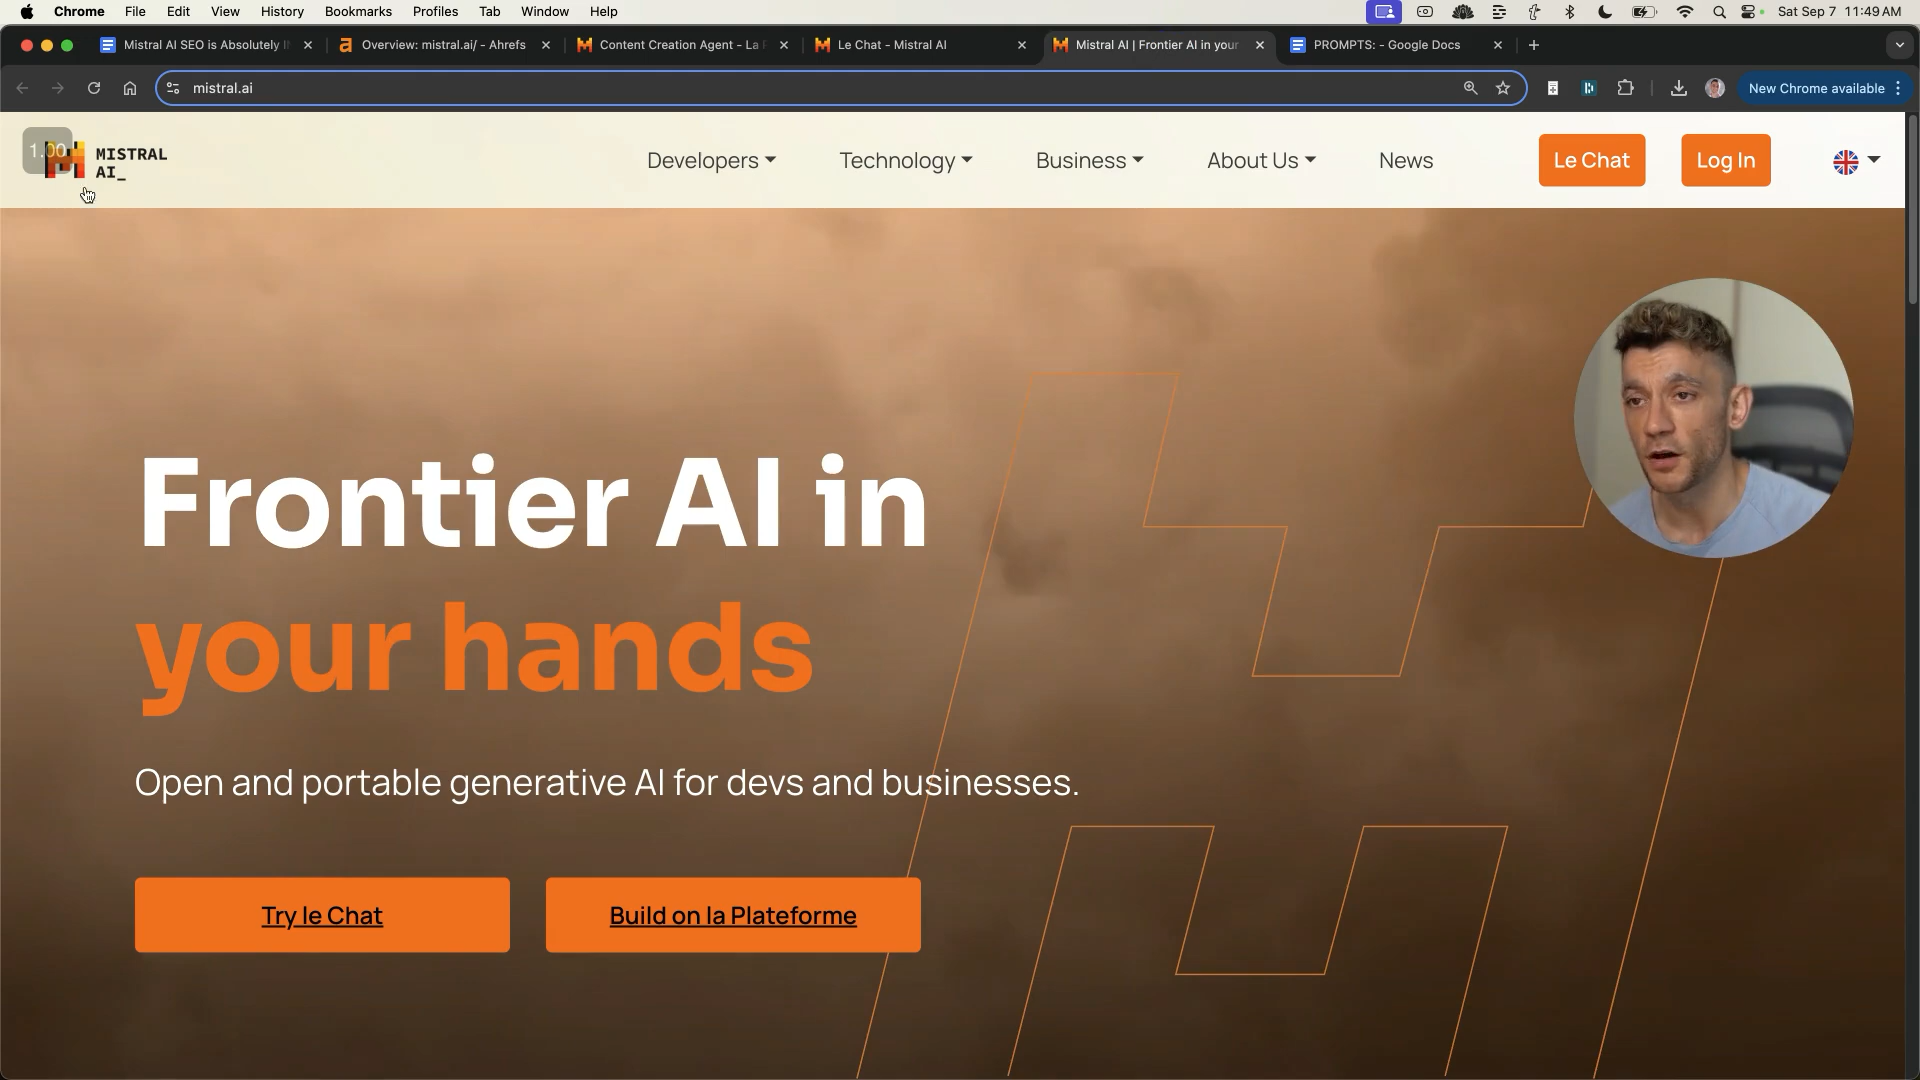 Chrome File Edit View History Bookmarks Profiles Tab Window Help Sat Sep 7 11:49 AM
Mistral AI SEO is Absolutely Overview: mistral.ai/ - Ahrefs Content Creation Agent - La Le Chat - Mistral AI Mistral AI | Frontier AI in your PROMPTS: - Google Docs
mistral.ai New Chrome available
1.00 MISTRAL
AI_
Developers Technology Business About Us News Le Chat Log In
Frontier AI in
your hands
Open and portable generative AI for devs and businesses.
Try le Chat Build on la Plateforme